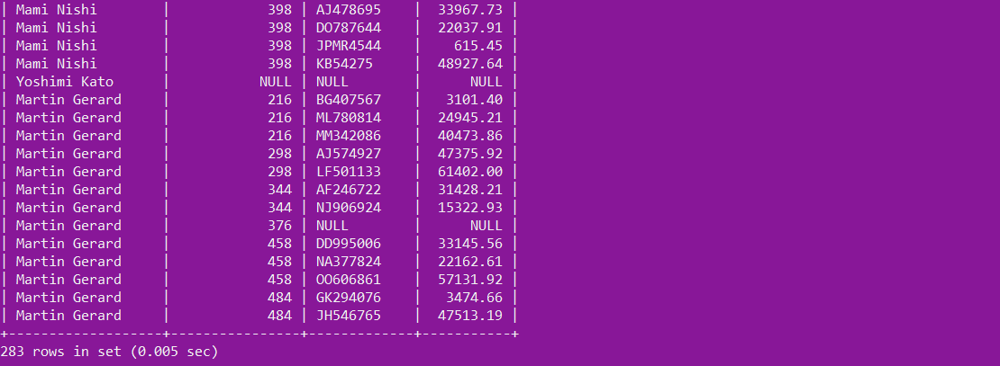 | Mami Nishi        |            398 | AJ478695    |  33967.73 |
| Mami Nishi        |            398 | DO787644    |  22037.91 |
| Mami Nishi        |            398 | JPMR4544    |    615.45 |
| Mami Nishi        |            398 | KB54275     |  48927.64 |
| Yoshimi Kato      |           NULL | NULL        |      NULL |
| Martin Gerard     |            216 | BG407567    |   3101.40 |
| Martin Gerard     |            216 | ML780814    |  24945.21 |
| Martin Gerard     |            216 | MM342086    |  40473.86 |
| Martin Gerard     |            298 | AJ574927    |  47375.92 |
| Martin Gerard     |            298 | LF501133    |  61402.00 |
| Martin Gerard     |            344 | AF246722    |  31428.21 |
| Martin Gerard     |            344 | NJ906924    |  15322.93 |
| Martin Gerard     |            376 | NULL        |      NULL |
| Martin Gerard     |            458 | DD995006    |  33145.56 |
| Martin Gerard     |            458 | NA377824    |  22162.61 |
| Martin Gerard     |            458 | OO606861    |  57131.92 |
| Martin Gerard     |            484 | GK294076    |   3474.66 |
| Martin Gerard     |            484 | JH546765    |  47513.19 |
+-------------------+----------------+-------------+-----------+
283 rows in set (0.005 sec)